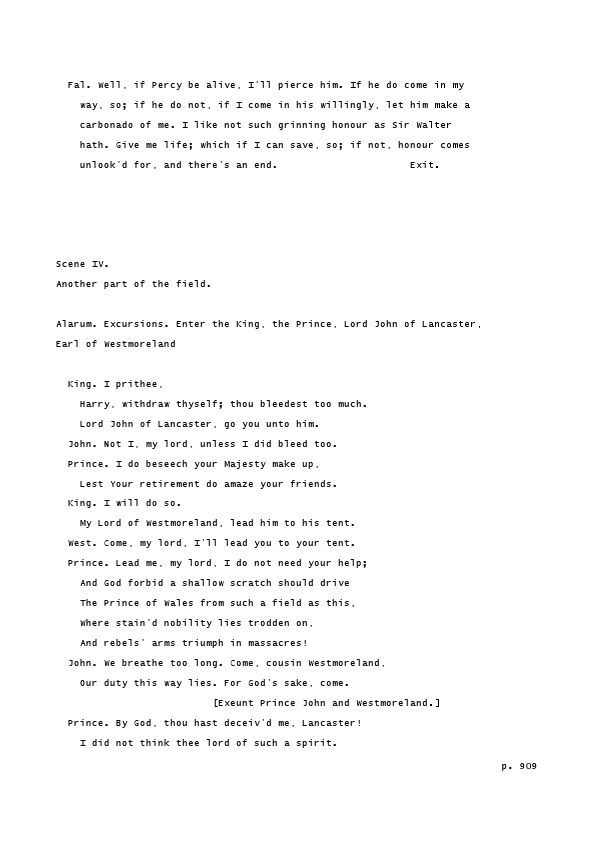 Fal. Well, if Percy be alive, I'll pierce him. If he do come in my
way, so; if he do not, if I come in his willingly, let him make a
carbonado of me. I like not such grinning honour as Sir Walter
hath. Give me life; which if I can save, so; if not, honour comes
unlook'd for, and there's an end. Exit.
Scene IV.
Another part of the field.
Alarum. Excursions. Enter the King, the Prince, Lord John of Lancaster,
Earl of Westmoreland
King. I prithee,
Harry, withdraw thyself; thou bleedest too much.
Lord John of Lancaster, go you unto him.
John. Not I, my lord, unless I did bleed too.
Prince. I do beseech your Majesty make up,
Lest Your retirement do amaze your friends.
King. I will do so.
My Lord of Westmoreland, lead him to his tent.
West. Come, my lord, I'll lead you to your tent.
Prince. Lead me, my lord, I do not need your help;
And God forbid a shallow scratch should drive
The Prince of Wales from such a field as this,
Where stain'd nobility lies trodden on,
And rebels' arms triumph in massacres!
John. We breathe too long. Come, cousin Westmoreland,
Our duty this way lies. For God's sake, come.
[Exeunt Prince John and Westmoreland.]
Prince. By God, thou hast deceiv'd me, Lancaster!
I did not think thee lord of such a spirit.
p. 909